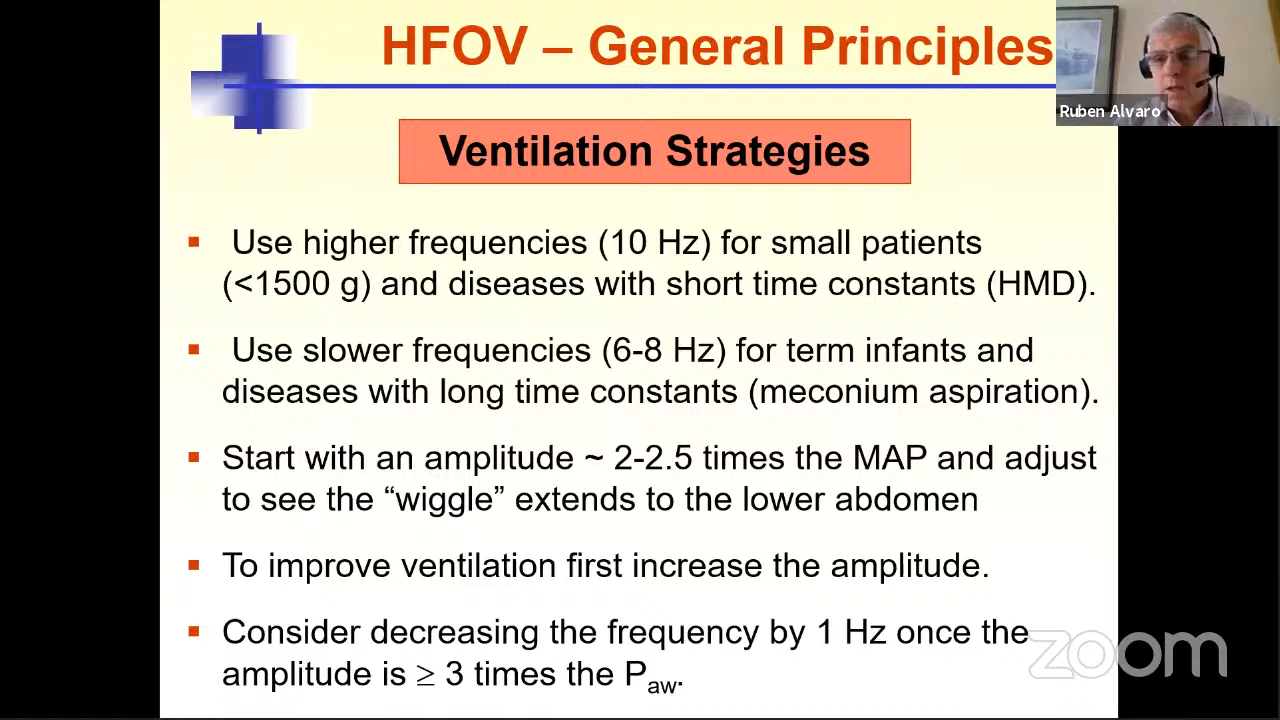 HFOV – General Principles
Ruben Alvaro
Ventilation Strategies
▪ Use higher frequencies (10 Hz) for small patients
(<1500 g) and diseases with short time constants (HMD).
▪ Use slower frequencies (6-8 Hz) for term infants and
diseases with long time constants (meconium aspiration).
▪ Start with an amplitude ~ 2-2.5 times the MAP and adjust
to see the “wiggle” extends to the lower abdomen
▪ To improve ventilation first increase the amplitude.
▪ Consider decreasing the frequency by 1 Hz once the
amplitude is ≥ 3 times the Paw.
zoom